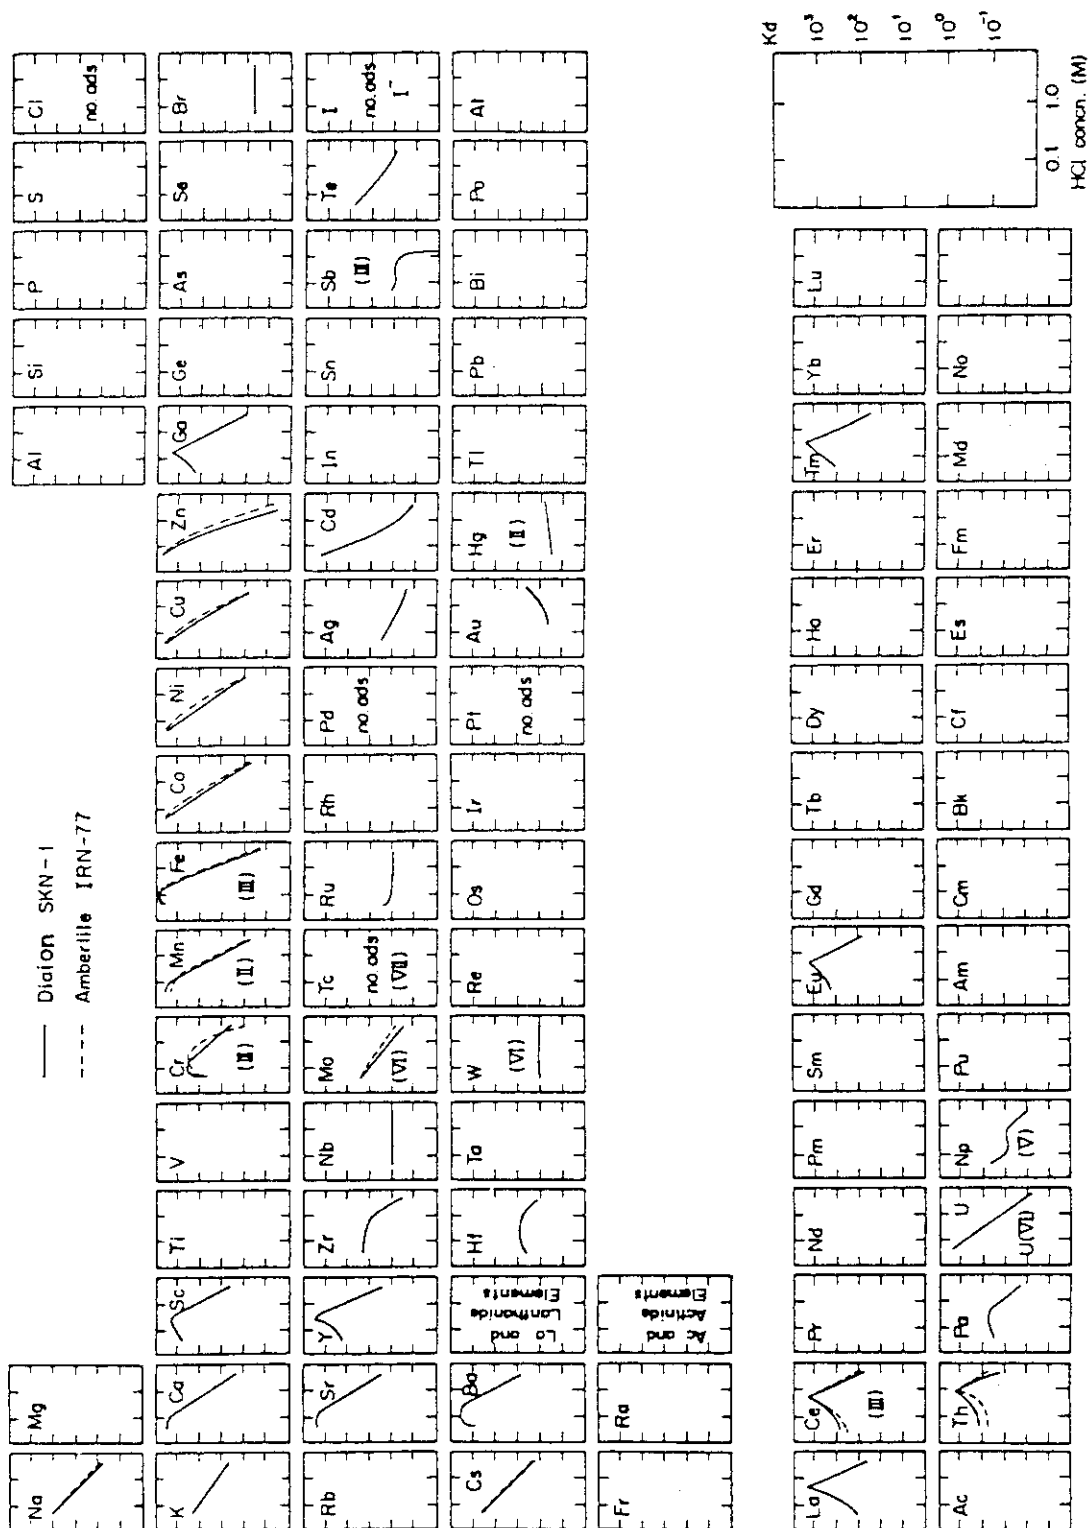 —— Diaion SKN-1
---- Amberlite IRN-77
Na Mg Al Si P S Cl no. ads
K Ca Sc Ti V Cr (III) Mn (II) Fe (III) Co Ni Cu Zn Ga Ge As Se Br
Rb Sr Y Zr Nb Mo (VI) Tc no. ads (VII) Ru Rh Pd no. ads Ag Cd In Sn Sb (III) Te I no. ads I⁻
Cs Ba La and Lanthanide Elements Hf Ta W (VI) Re Os Ir Pt no. ads Au Hg (II) Tl Pb Bi Po At
Fr Ra Ac and Actinide Elements
La Ce (III) Pr Nd Pm Sm Eu Gd Tb Dy Ho Er Tm Yb Lu
Ac Th Pa U U(VI) Np (V) Pu Am Cm Bk Cf Es Fm Md No
Kd
10³
10²
10¹
10⁰
10⁻¹
0.1 1.0
HCl concn. (M)